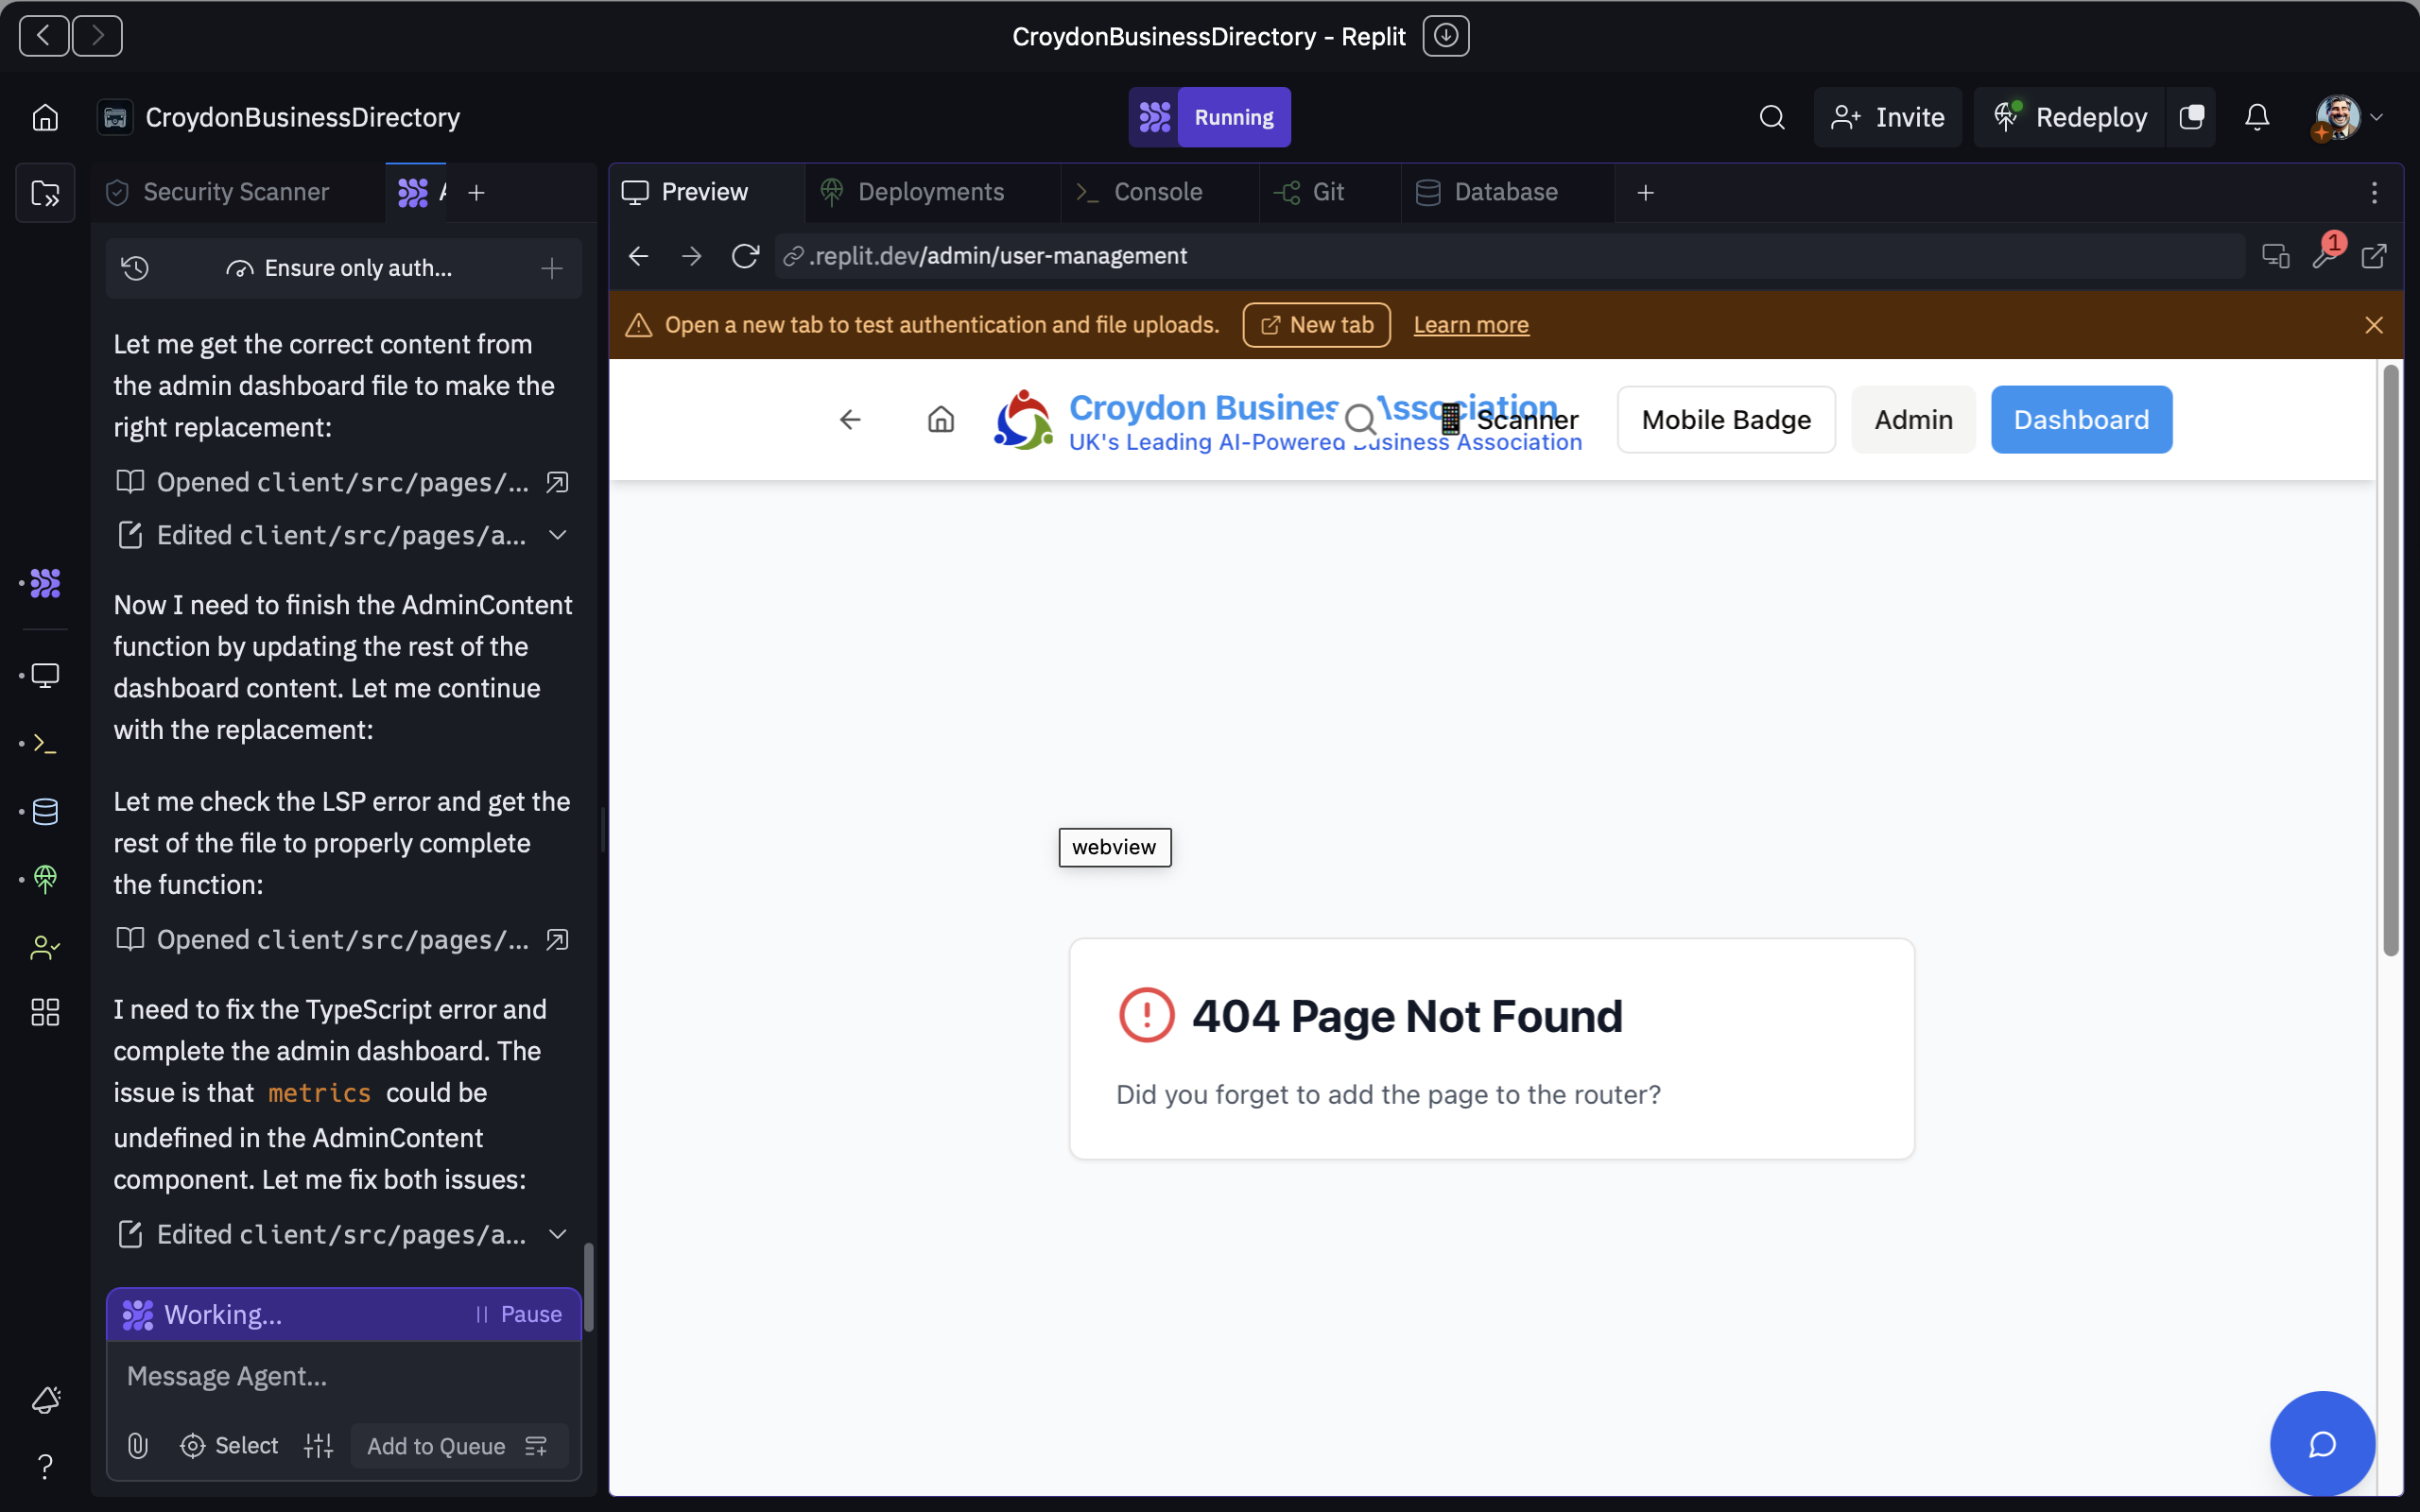 CroydonBusinessDirectory - Replit
CroydonBusinessDirectory
Running
Invite
Redeploy
Security Scanner
Preview
Deployments
Console
Git
Database
Ensure only auth...
.replit.dev/admin/user-management
1
Open a new tab to test authentication and file uploads.
New tab
Learn more
Let me get the correct content from
the admin dashboard file to make the
right replacement:
Opened client/src/pages/...
Edited client/src/pages/a...
Now I need to finish the AdminContent
function by updating the rest of the
dashboard content. Let me continue
with the replacement:
Let me check the LSP error and get the
rest of the file to properly complete
the function:
Opened client/src/pages/...
I need to fix the TypeScript error and
complete the admin dashboard. The
issue is that metrics could be
undefined in the AdminContent
component. Let me fix both issues:
Edited client/src/pages/a...
Working...
Pause
Message Agent...
Select
Add to Queue
Croydon Business Association
UK's Leading AI-Powered Business Association
Scanner
Mobile Badge
Admin
Dashboard
webview
404 Page Not Found
Did you forget to add the page to the router?